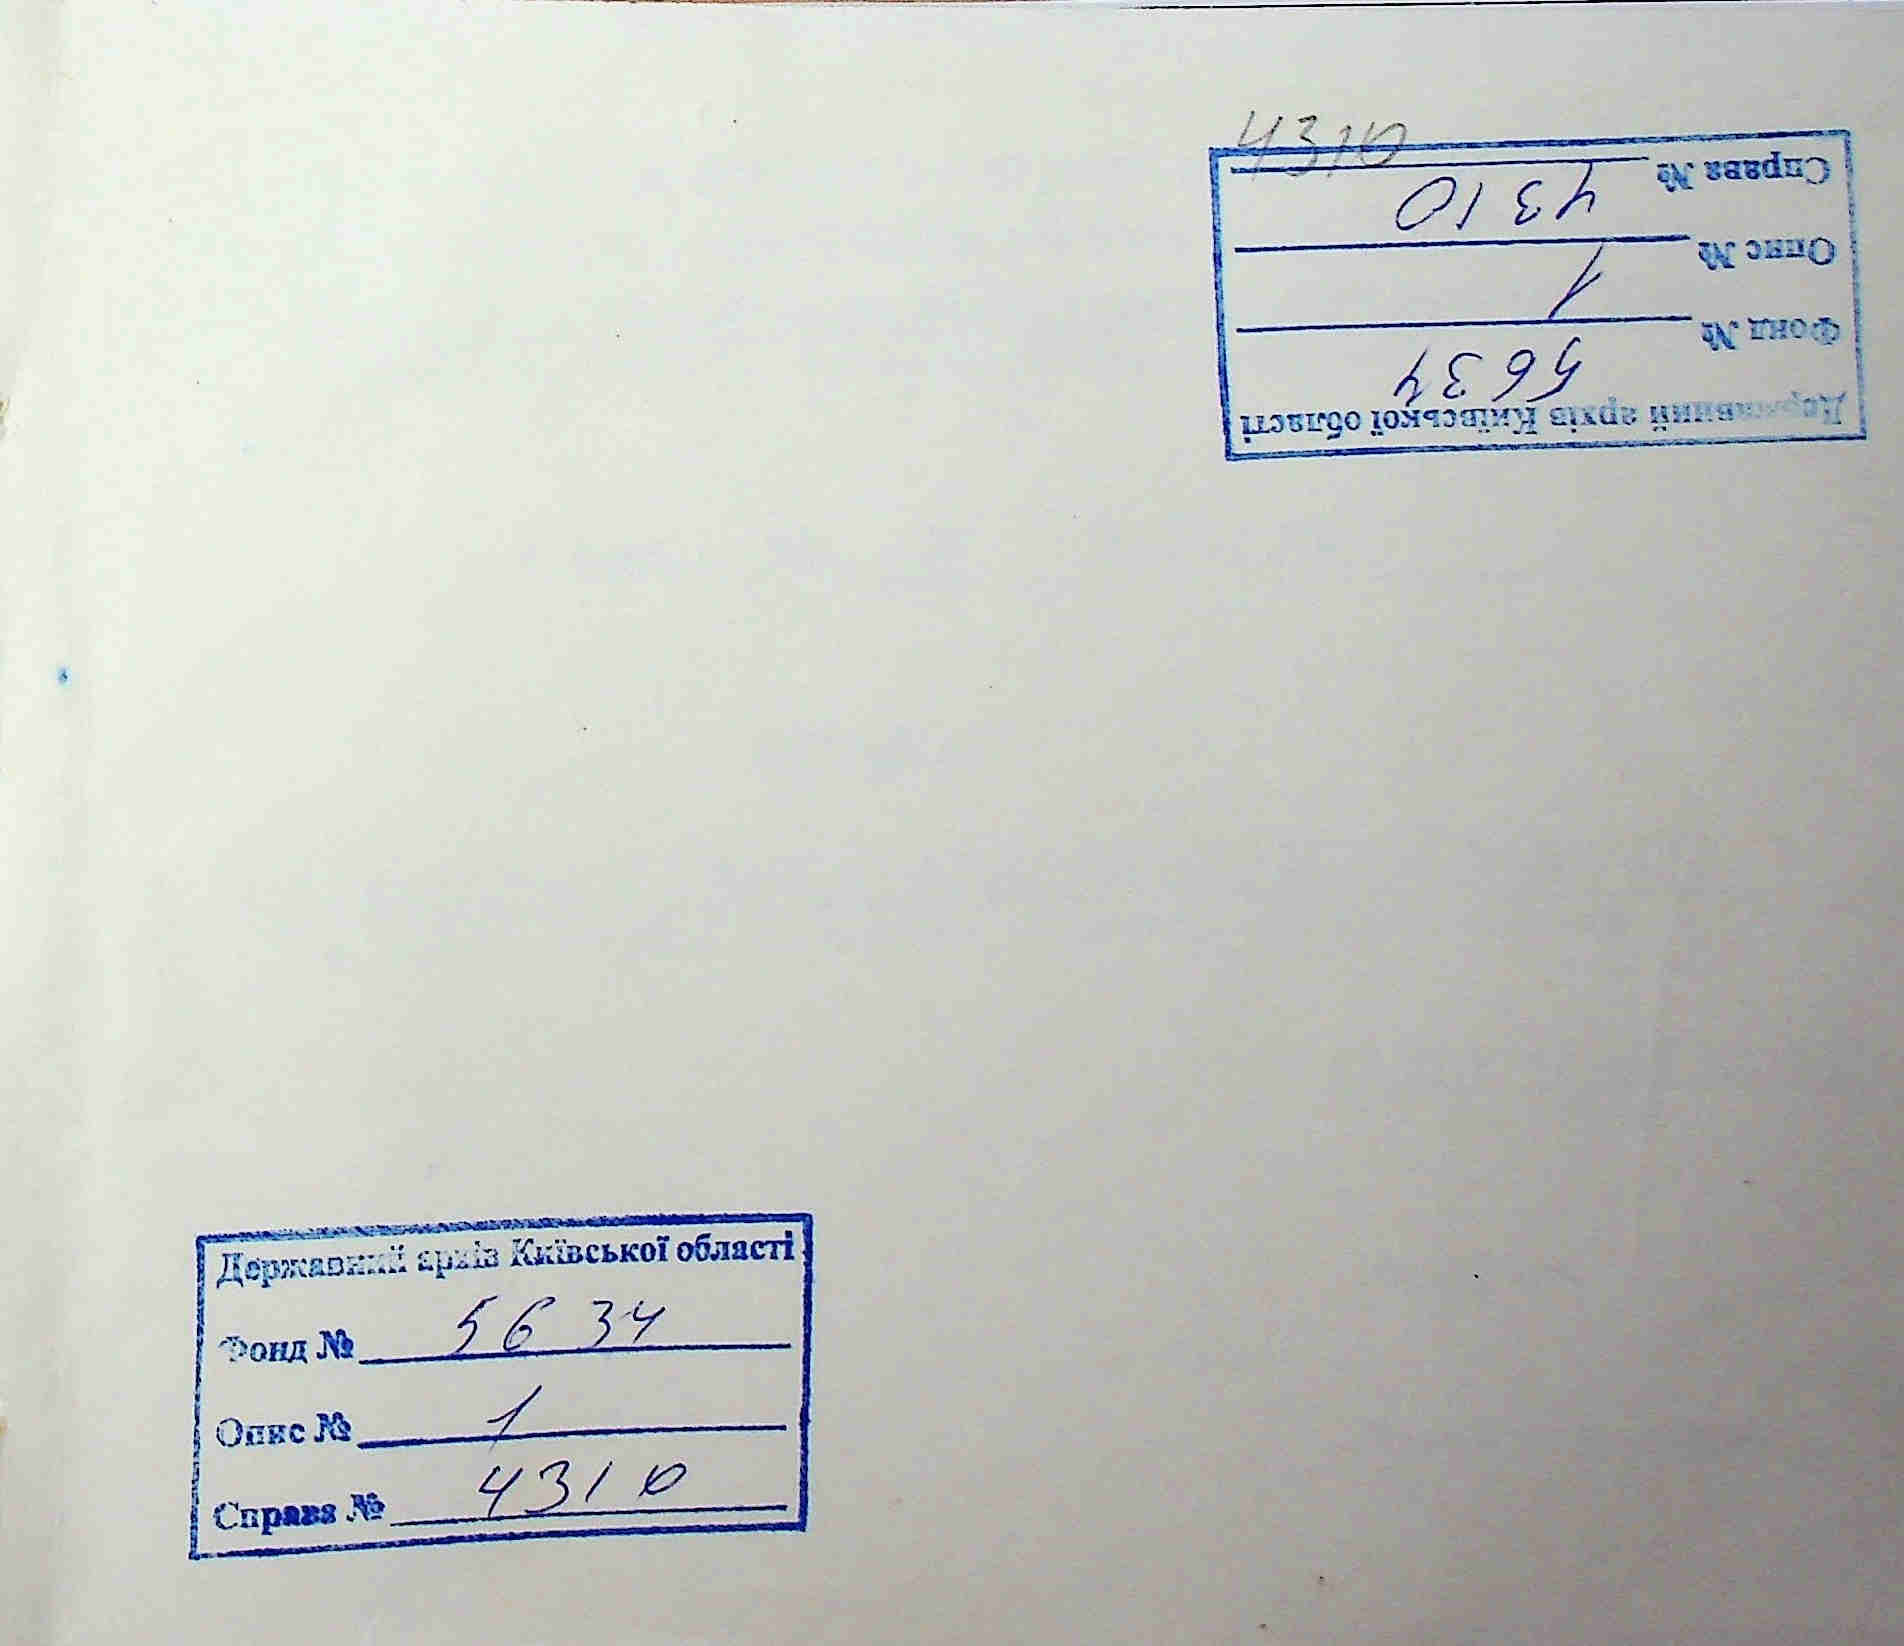 4310
Справа № 4310
Опис № 1
Фонд № 5634
Державний архів Київської області
Державний архів Київської області
Фонд № 5634
Опис № 1
Справа № 4310